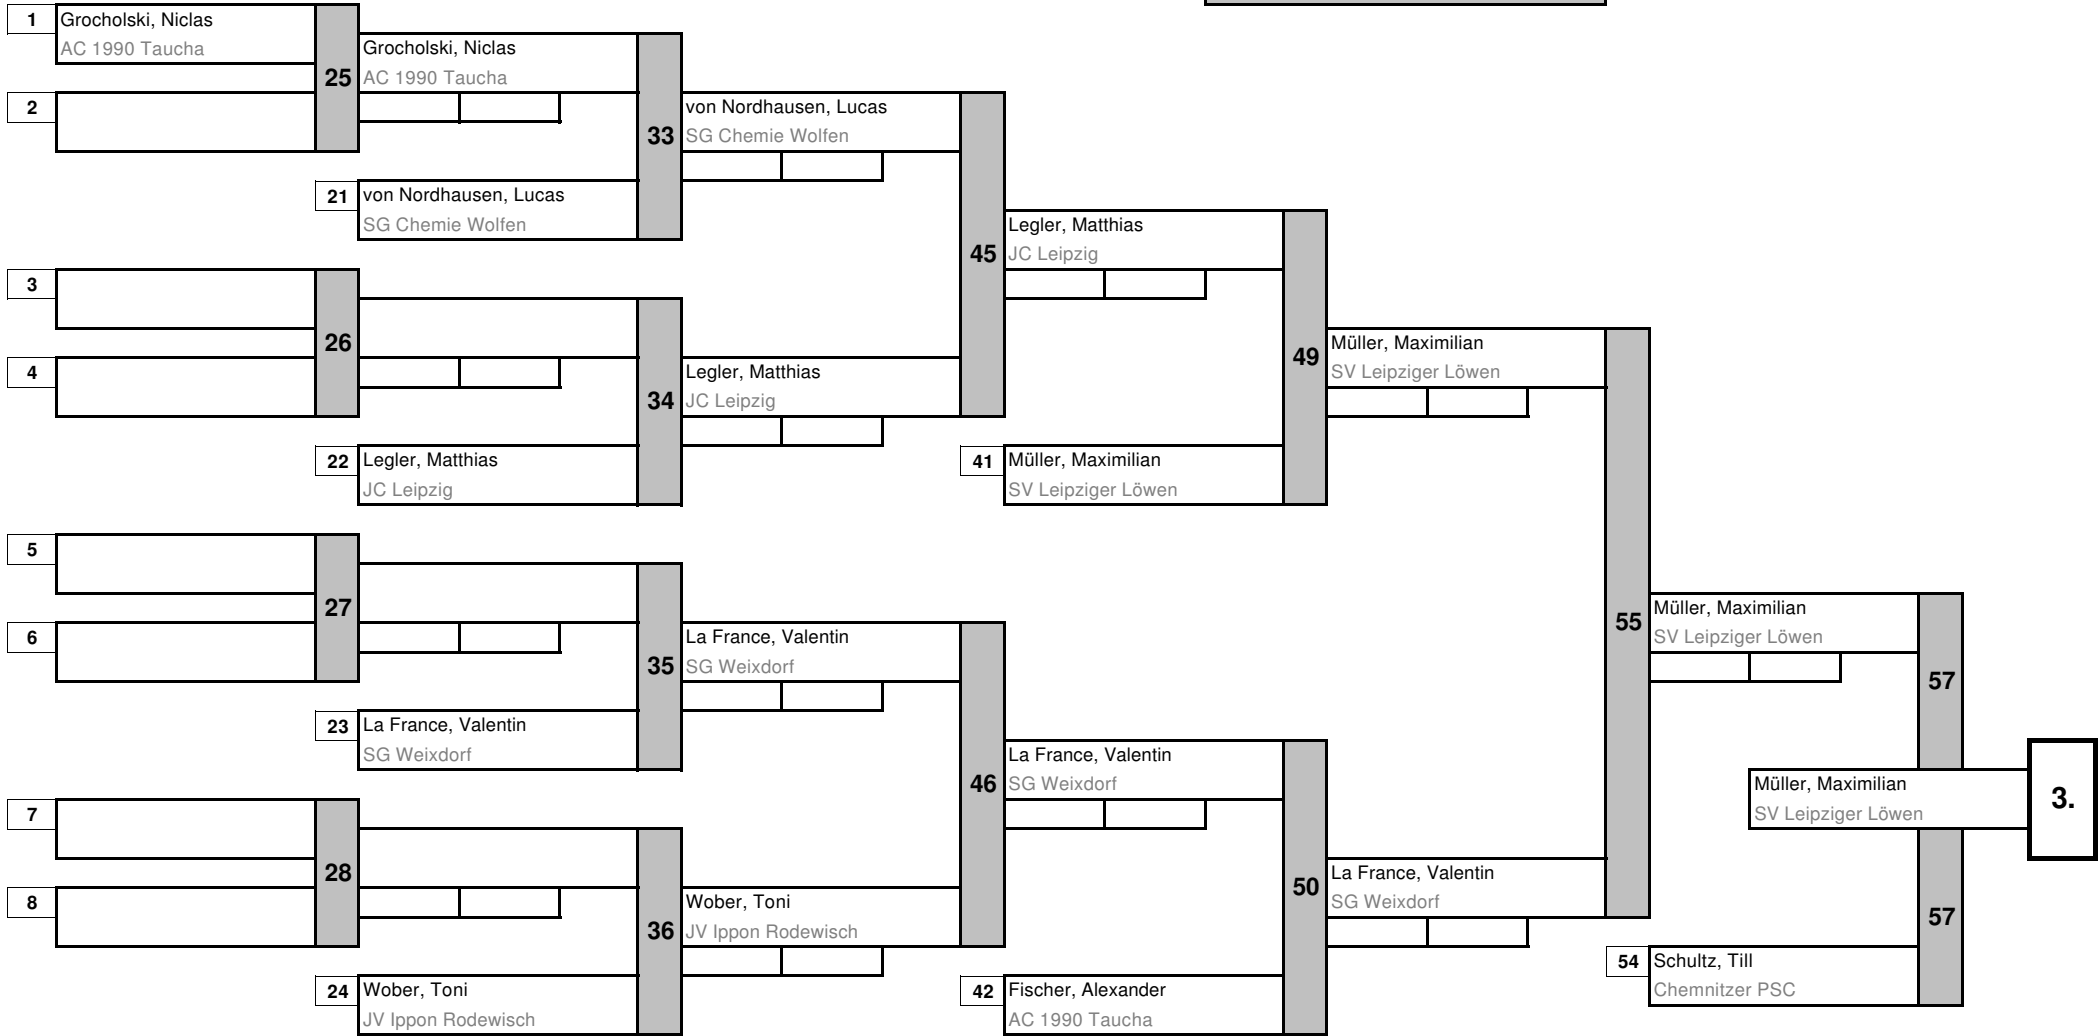 1
Grocholski, Niclas
AC 1990 Taucha
25
Grocholski, Niclas
AC 1990 Taucha
2
33
von Nordhausen, Lucas
SG Chemie Wolfen
21
von Nordhausen, Lucas
SG Chemie Wolfen
45
Legler, Matthias
JC Leipzig
3
26
4
34
Legler, Matthias
JC Leipzig
49
Müller, Maximilian
SV Leipziger Löwen
22
Legler, Matthias
JC Leipzig
41
Müller, Maximilian
SV Leipziger Löwen
5
27
6
35
La France, Valentin
SG Weixdorf
55
Müller, Maximilian
SV Leipziger Löwen
57
23
La France, Valentin
SG Weixdorf
46
La France, Valentin
SG Weixdorf
Müller, Maximilian
SV Leipziger Löwen
3.
7
28
8
36
Wober, Toni
JV Ippon Rodewisch
50
La France, Valentin
SG Weixdorf
57
24
Wober, Toni
JV Ippon Rodewisch
42
Fischer, Alexander
AC 1990 Taucha
54
Schultz, Till
Chemnitzer PSC